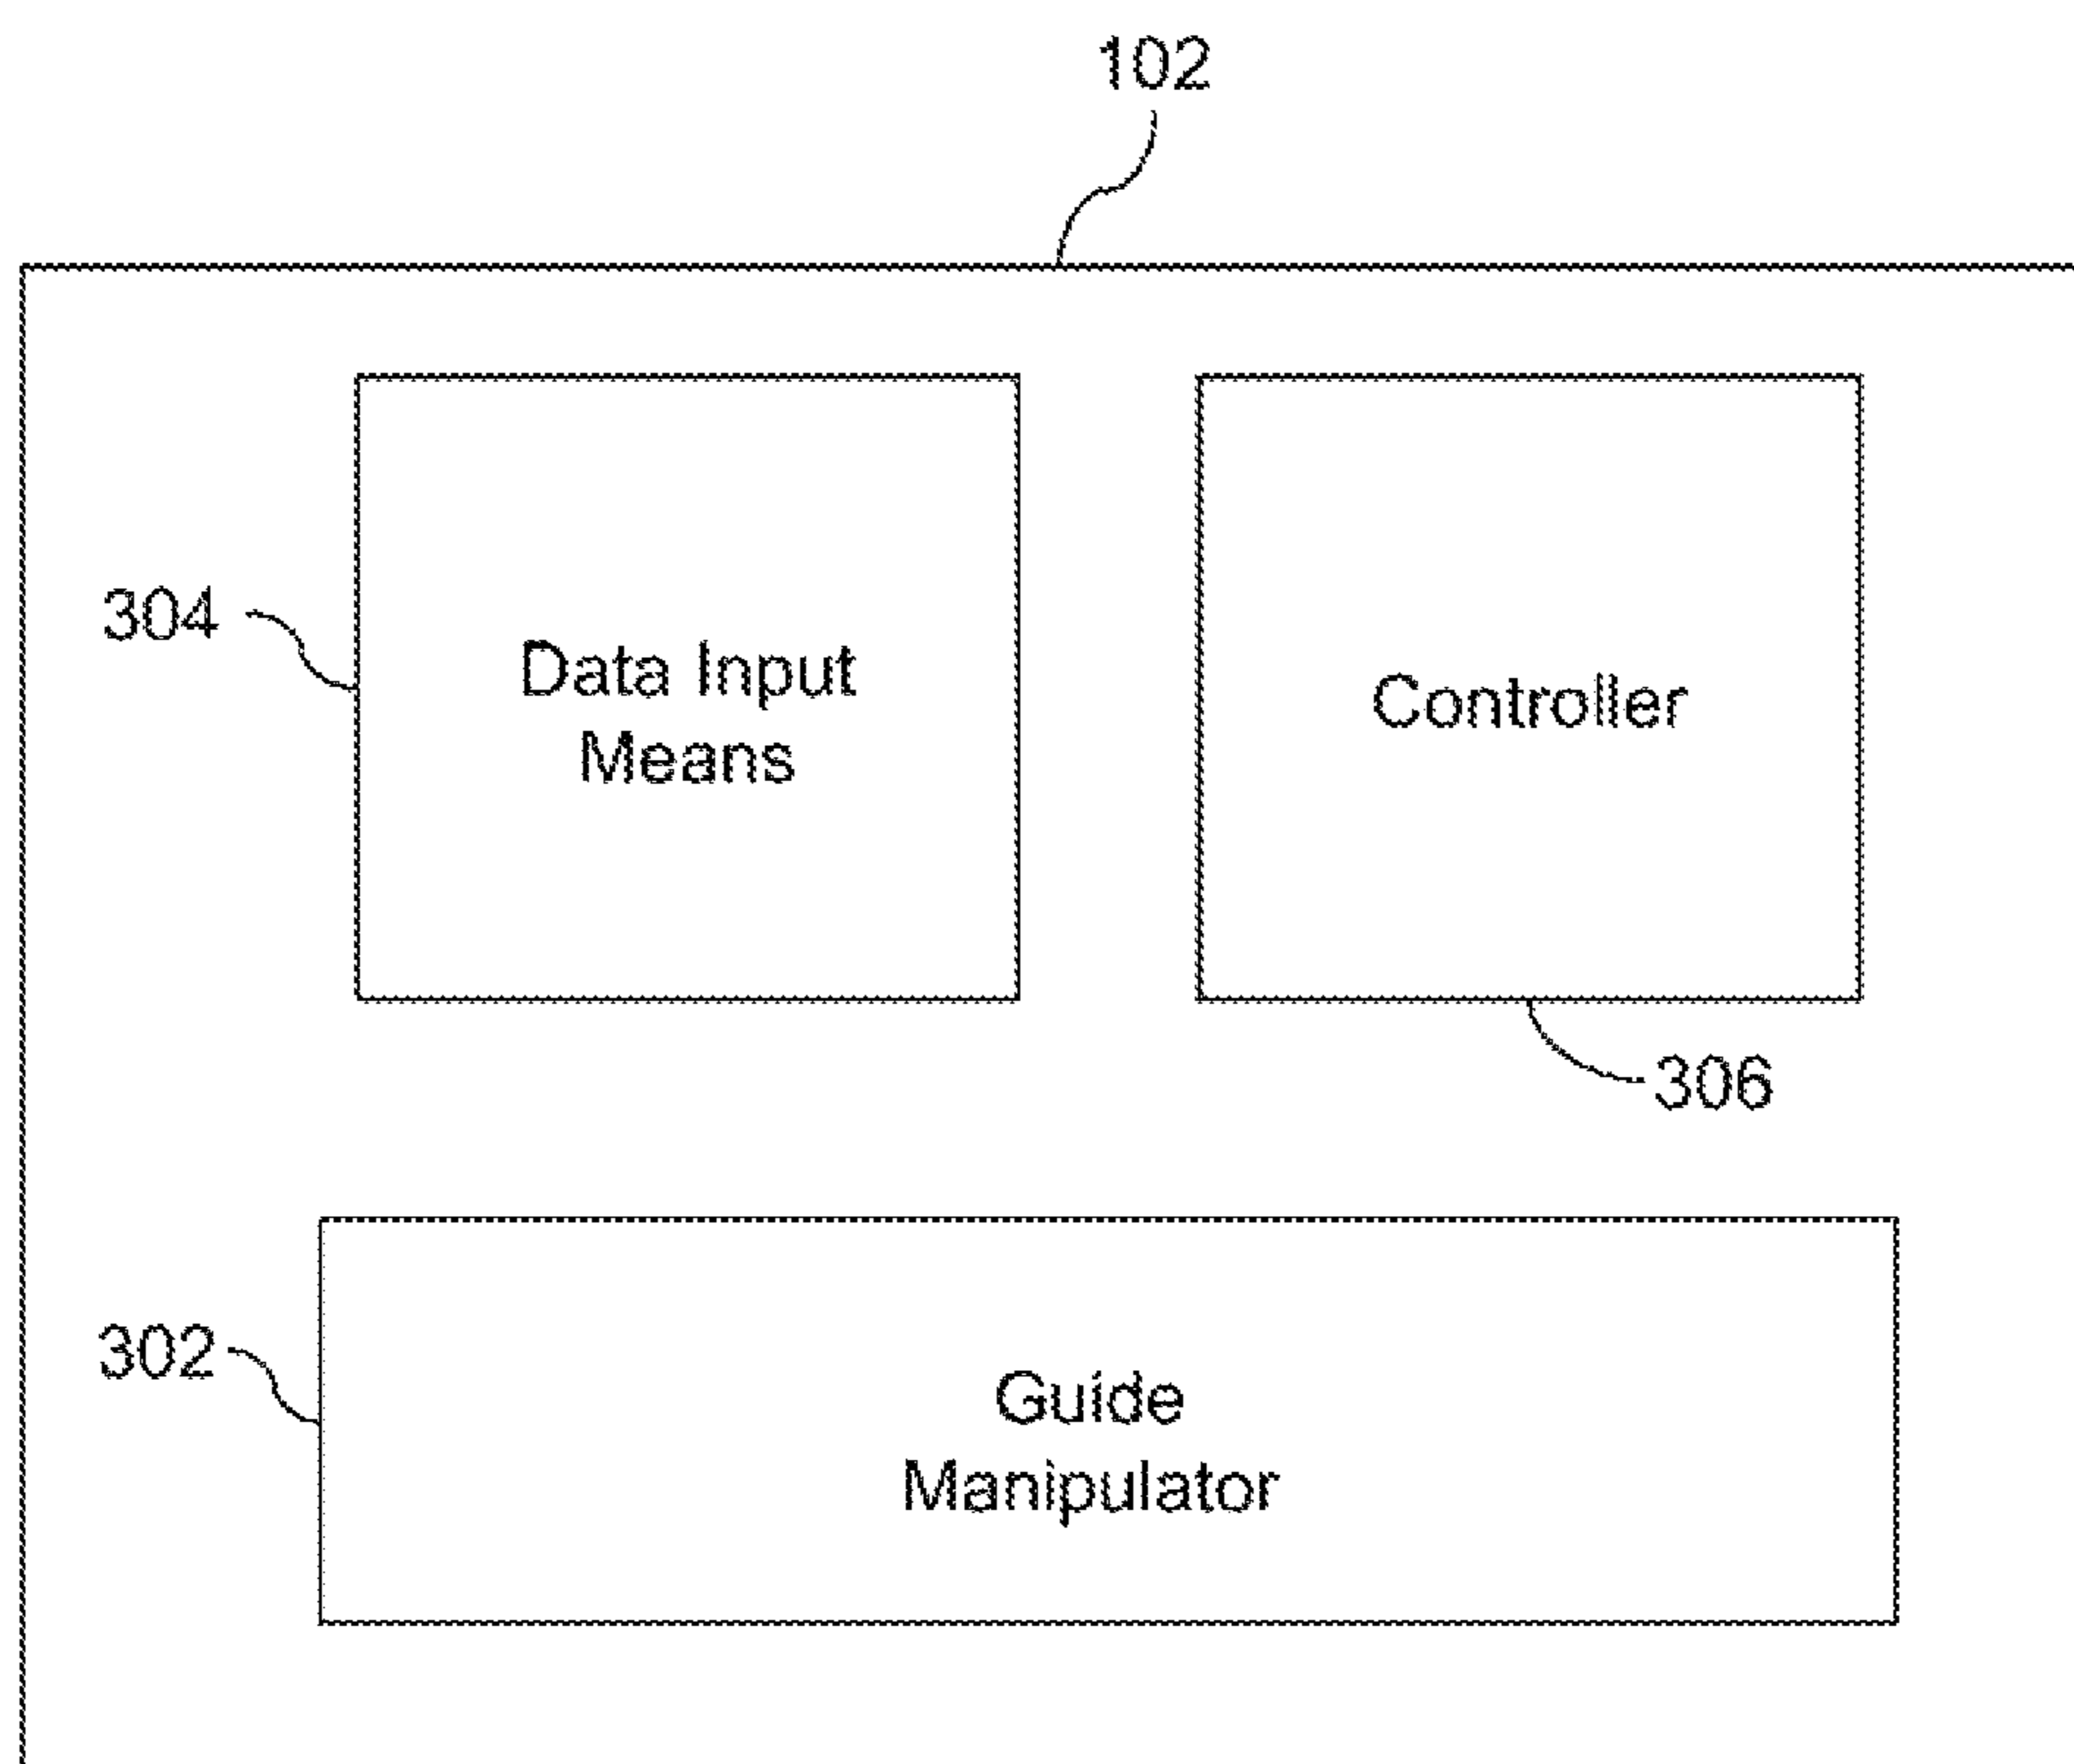 102
304
Data Input
Means
Controller
306
302
Guide
Manipulator